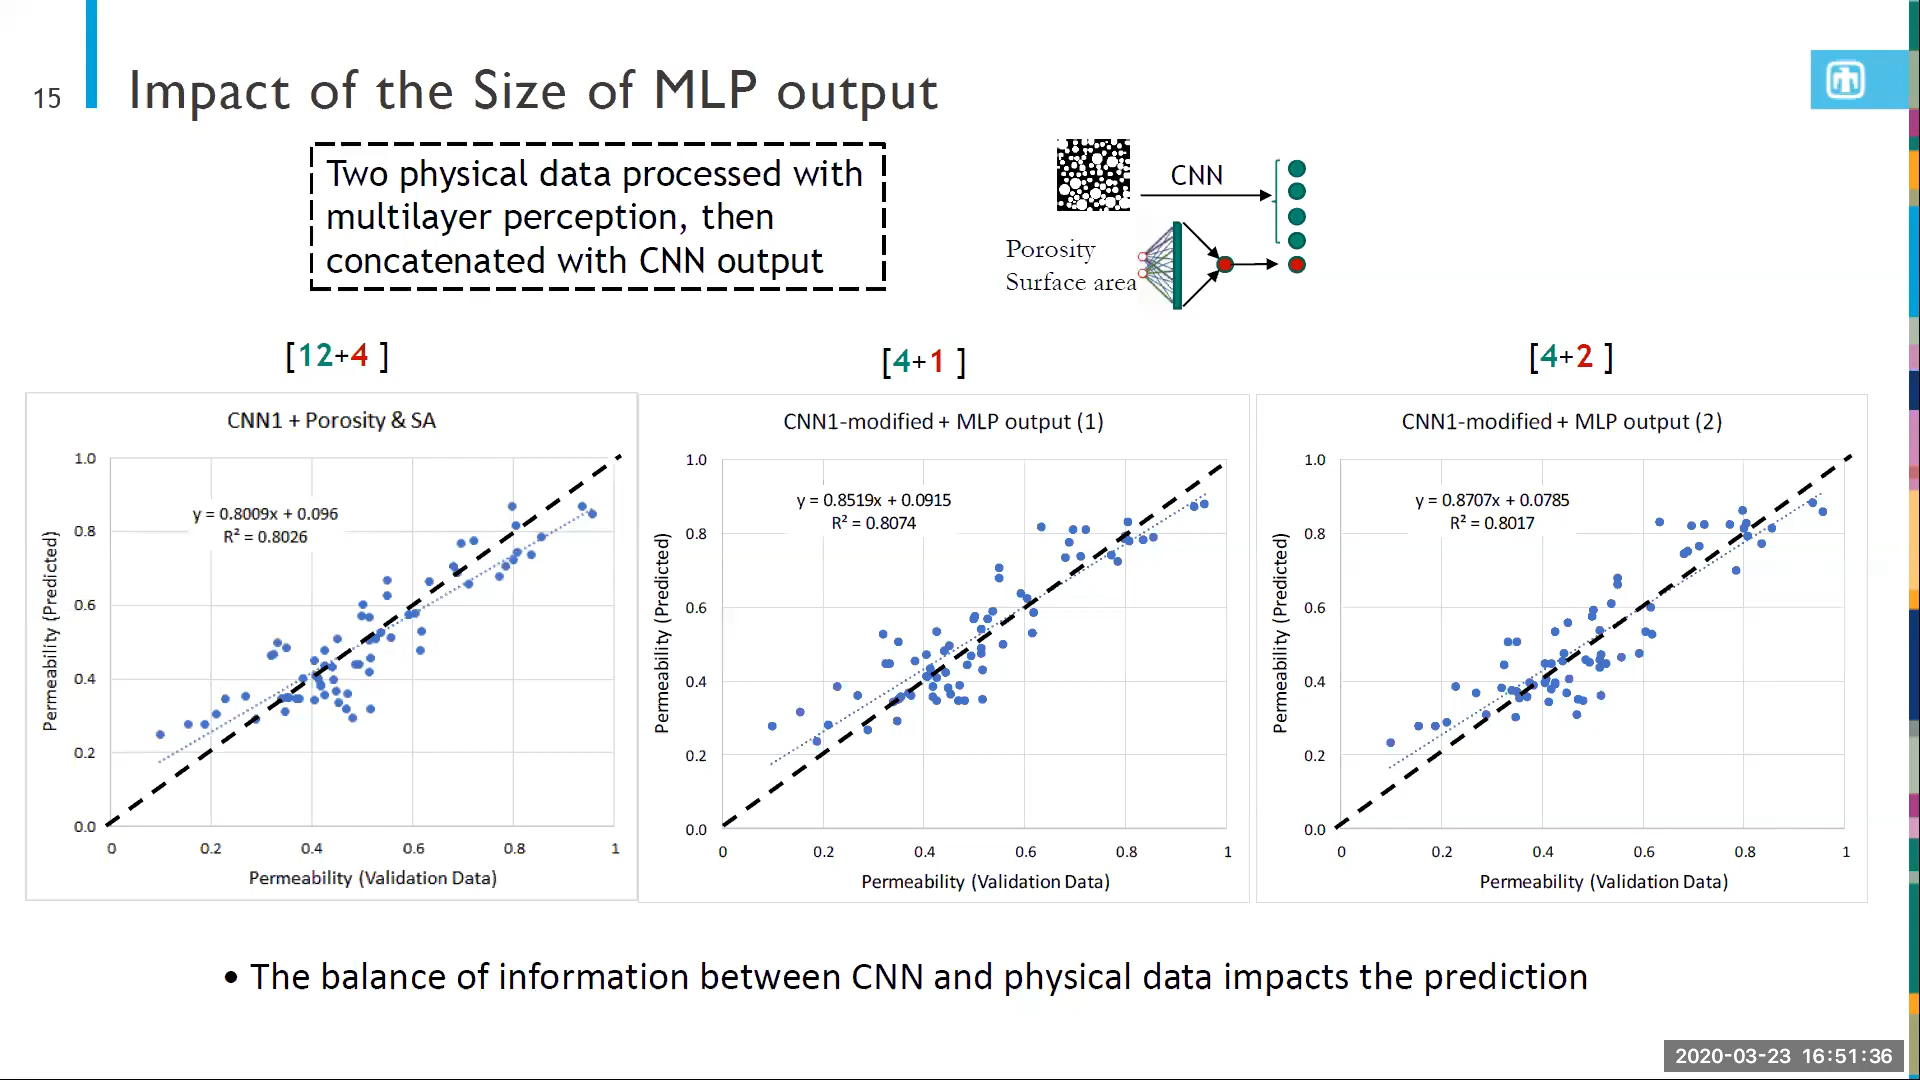 15
Impact of the Size of MLP output
Two physical data processed with
multilayer perception, then
concatenated with CNN output
CNN
Porosity
Surface area
[12+4 ]
[4+1 ]
[4+2 ]
CNN1 + Porosity & SA
y = 0.8009x + 0.096
R² = 0.8026
Permeability (Predicted)
1.0
0.8
0.6
0.4
0.2
0.0
0 0.2 0.4 0.6 0.8 1
Permeability (Validation Data)
CNN1-modified + MLP output (1)
y = 0.8519x + 0.0915
R² = 0.8074
Permeability (Predicted)
1.0
0.8
0.6
0.4
0.2
0.0
0 0.2 0.4 0.6 0.8 1
Permeability (Validation Data)
CNN1-modified + MLP output (2)
y = 0.8707x + 0.0785
R² = 0.8017
Permeability (Predicted)
1.0
0.8
0.6
0.4
0.2
0.0
0 0.2 0.4 0.6 0.8 1
Permeability (Validation Data)
• The balance of information between CNN and physical data impacts the prediction
2020-03-23 16:51:36